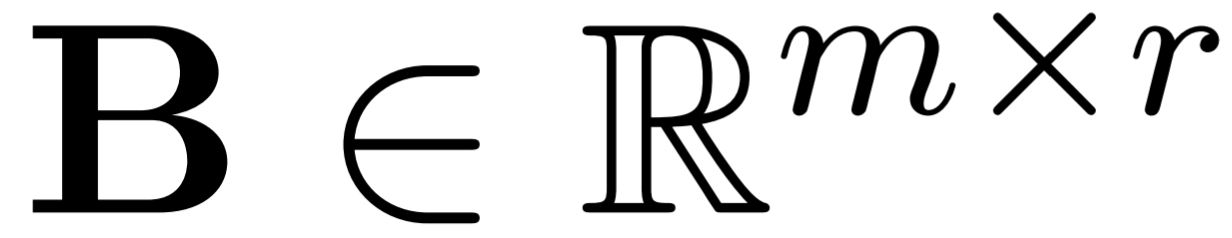 𝐁 ∈ ℝ^{m×r}